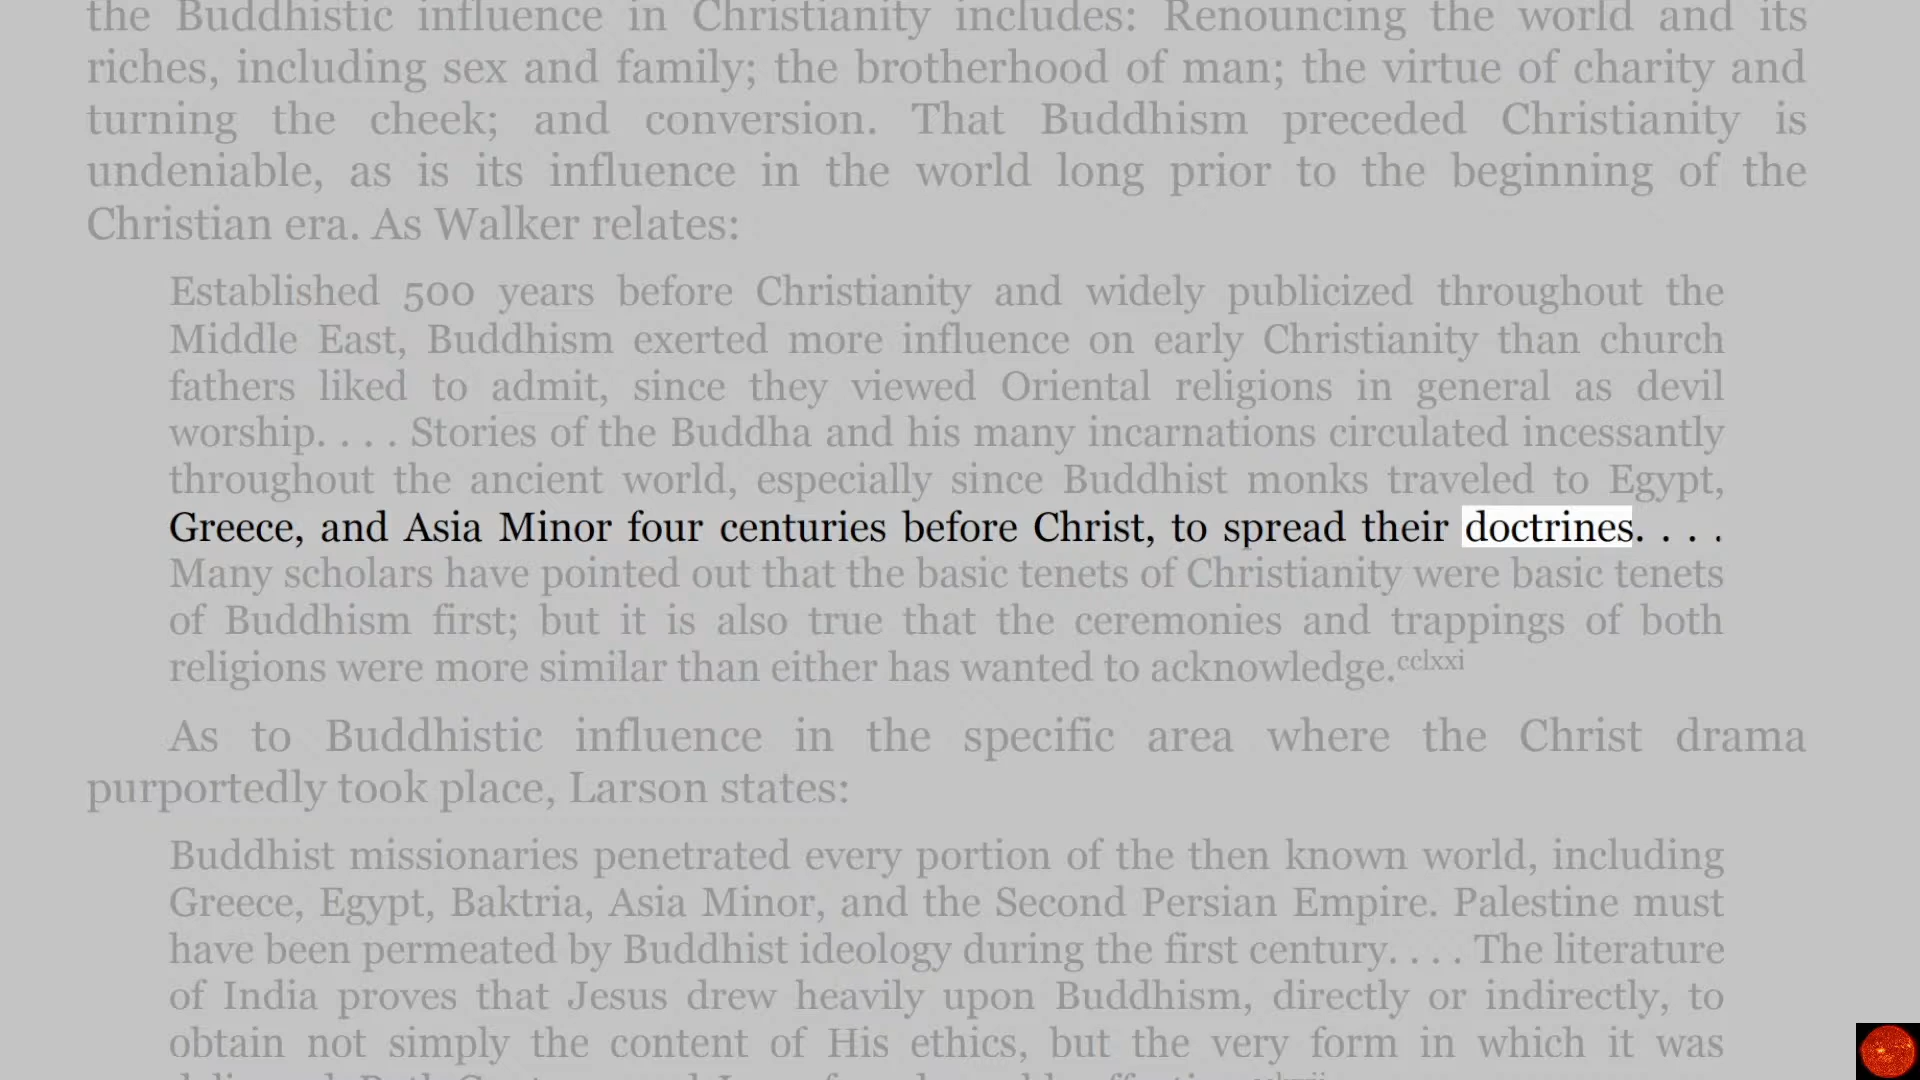 the Buddhistic influence in Christianity includes: Renouncing the world and its
riches, including sex and family; the brotherhood of man; the virtue of charity and
turning the cheek; and conversion. That Buddhism preceded Christianity is
undeniable, as is its influence in the world long prior to the beginning of the
Christian era. As Walker relates:
Established 500 years before Christianity and widely publicized throughout the
Middle East, Buddhism exerted more influence on early Christianity than church
fathers liked to admit, since they viewed Oriental religions in general as devil
worship. . . . Stories of the Buddha and his many incarnations circulated incessantly
throughout the ancient world, especially since Buddhist monks traveled to Egypt,
Greece, and Asia Minor four centuries before Christ, to spread their doctrines. . . .
Many scholars have pointed out that the basic tenets of Christianity were basic tenets
of Buddhism first; but it is also true that the ceremonies and trappings of both
religions were more similar than either has wanted to acknowledge.cclxxi
As to Buddhistic influence in the specific area where the Christ drama
purportedly took place, Larson states:
Buddhist missionaries penetrated every portion of the then known world, including
Greece, Egypt, Baktria, Asia Minor, and the Second Persian Empire. Palestine must
have been permeated by Buddhist ideology during the first century. . . . The literature
of India proves that Jesus drew heavily upon Buddhism, directly or indirectly, to
obtain not simply the content of His ethics, but the very form in which it was